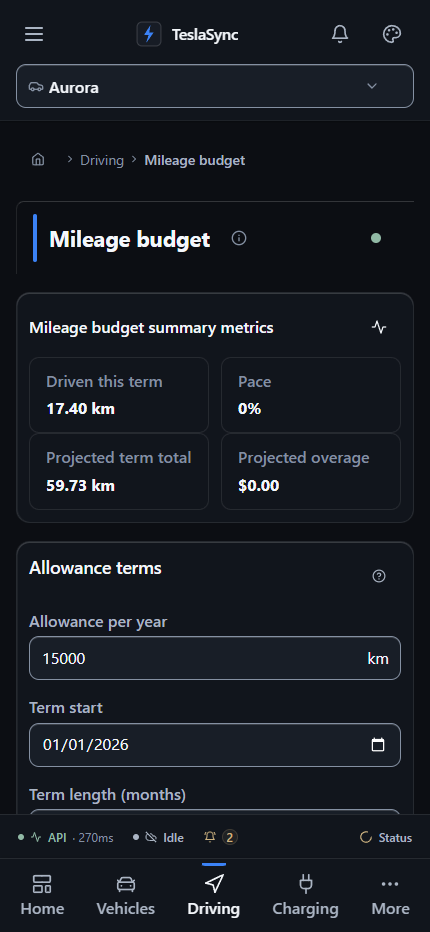 TeslaSync
Aurora
Driving Mileage budget
Mileage budget
Mileage budget summary metrics
Driven this term
17.40 km
Pace
0%
Projected term total
59.73 km
Projected overage
$0.00
Allowance terms
Allowance per year
15000 km
Term start
01/01/2026
Term length (months)
API · 270ms Idle 2 Status
Home Vehicles Driving Charging More